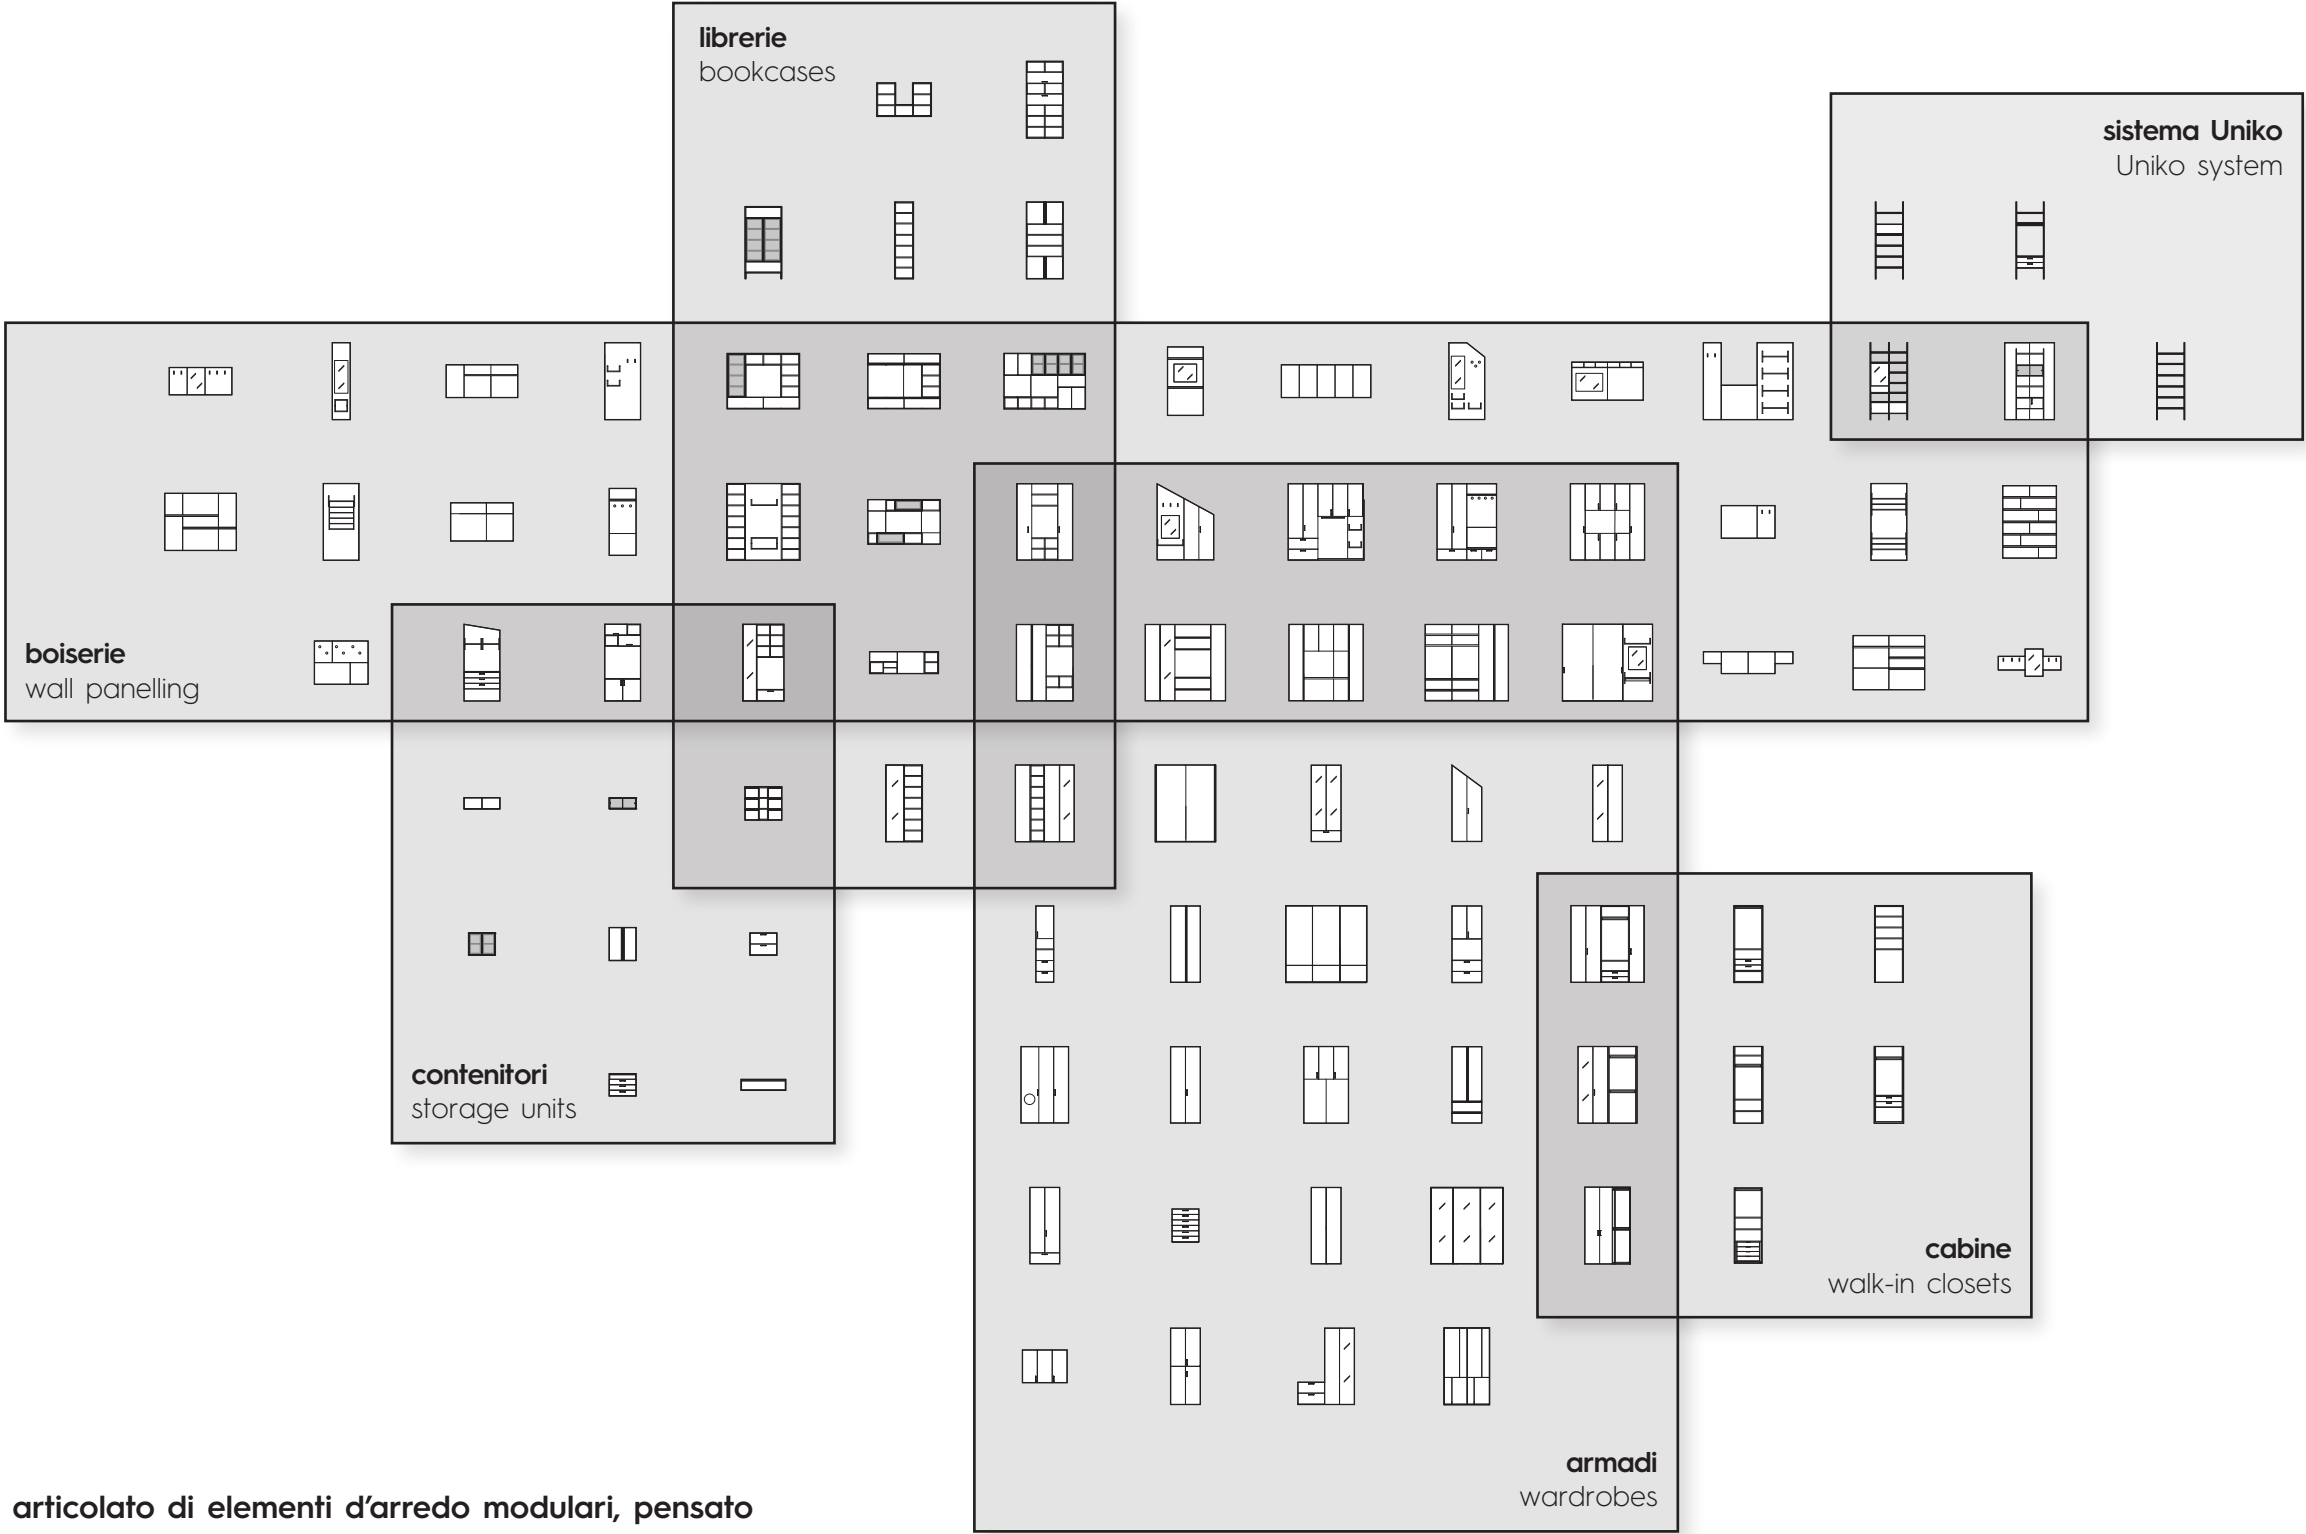 librerie
bookcases
sistema Uniko
Uniko system
boiserie
wall panelling
contenitori
storage units
cabine
walk-in closets
armadi
wardrobes
articolato di elementi d’arredo modulari, pensato